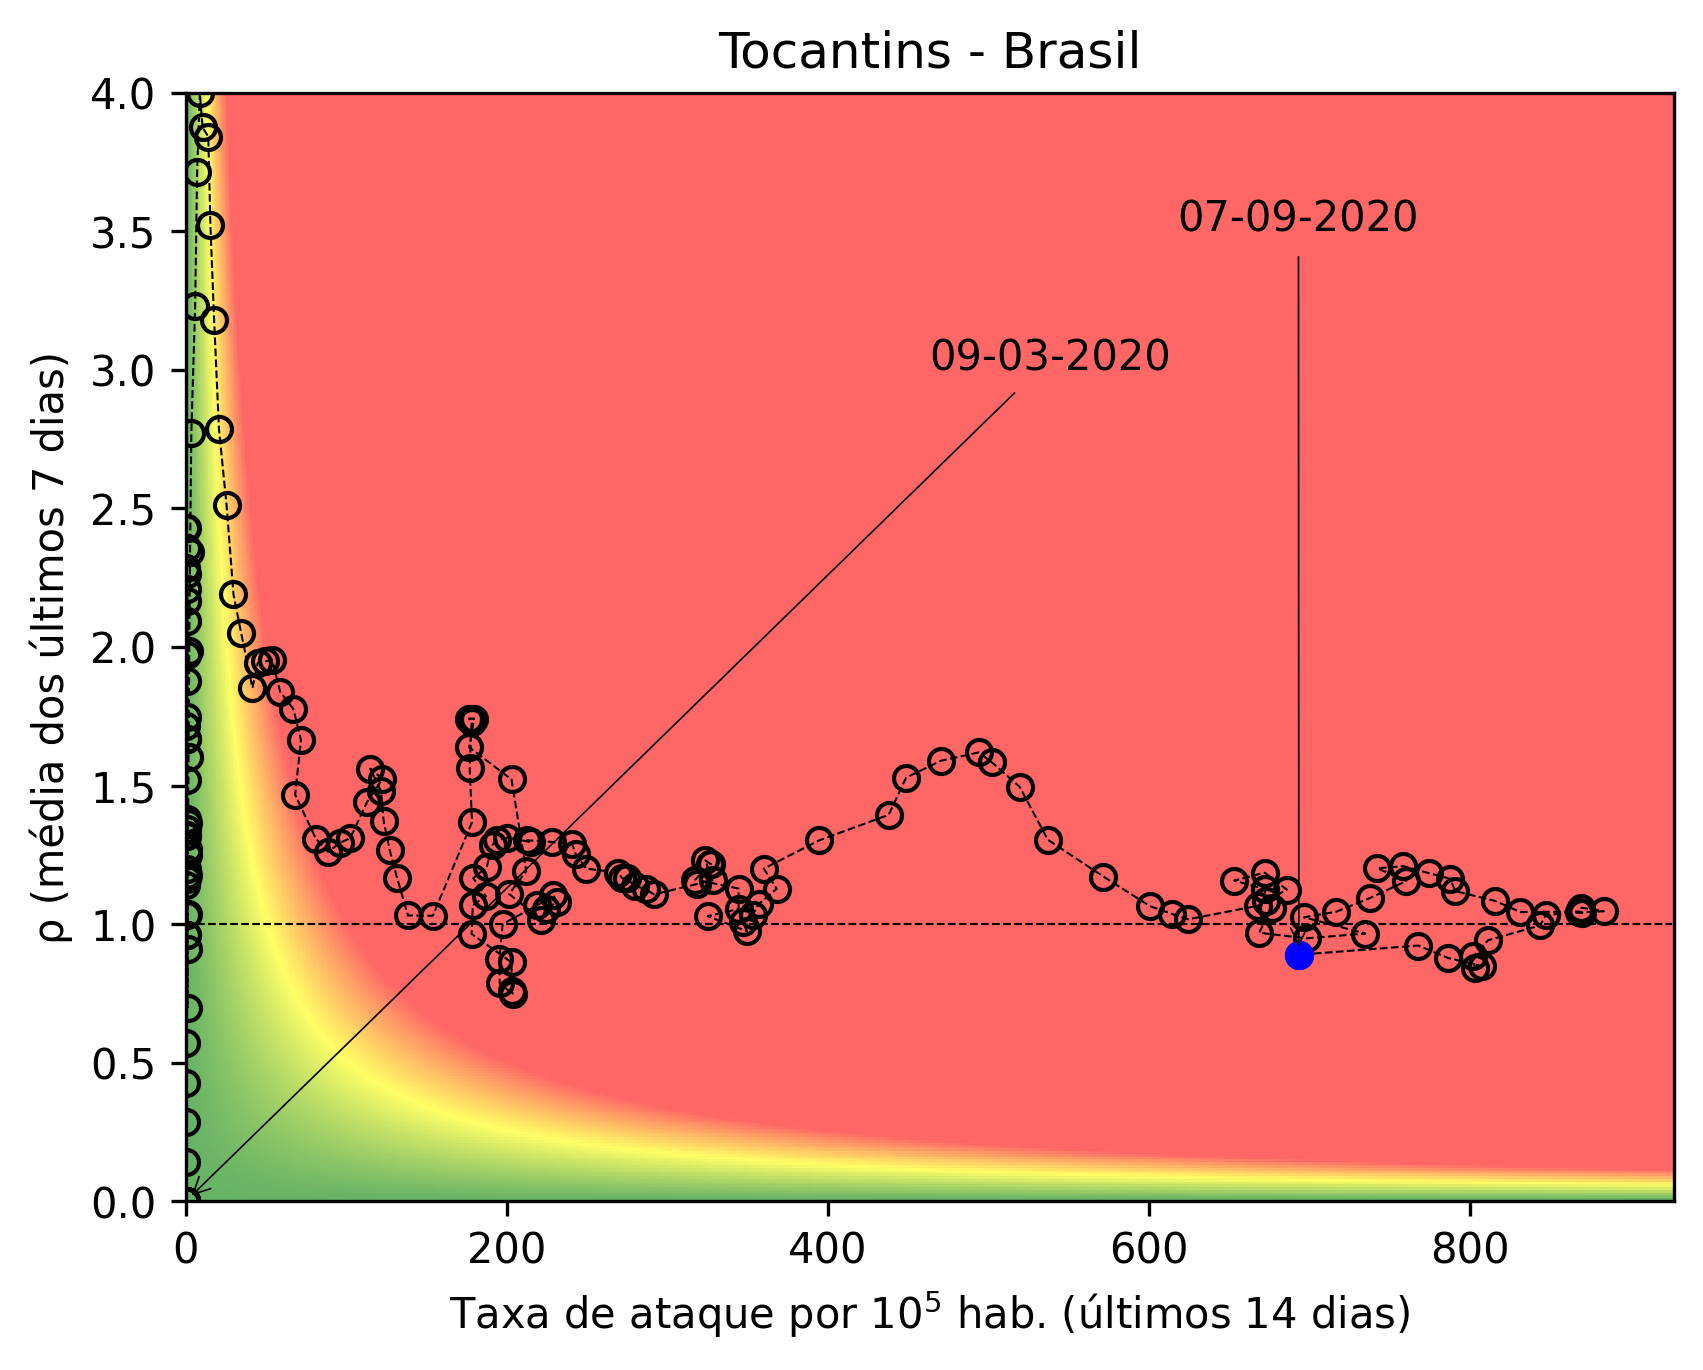 Tocantins - Brasil
4.0
3.5
3.0
2.5
2.0
1.5
1.0
0.5
0.0
ρ (média dos últimos 7 dias)
07-09-2020
09-03-2020
0 200 400 600 800
Taxa de ataque por 10⁵ hab. (últimos 14 dias)